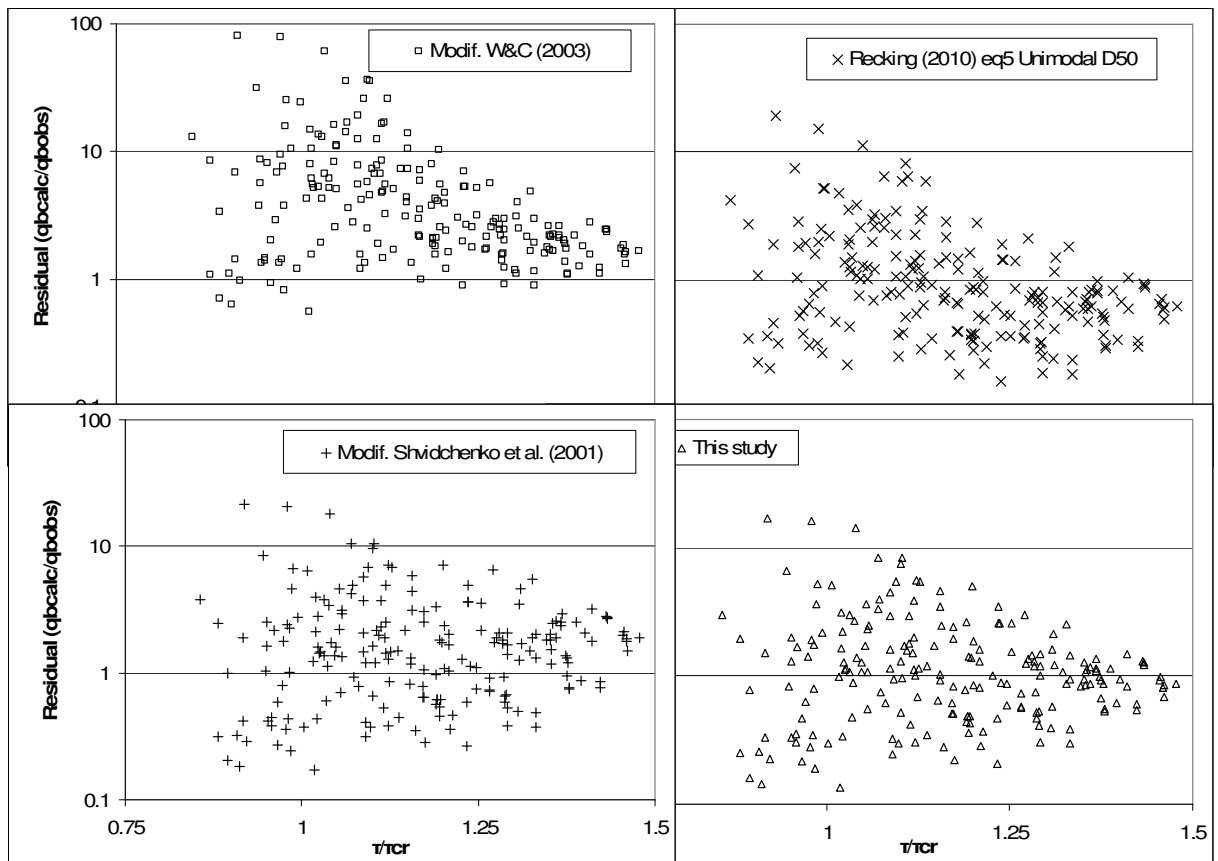 100
□ Modif. W&C (2003)
× Recking (2010) eq5 Unimodal D50
10
1
0.1
Residual (qbcalc/qbobs)
100
+ Modif. Shvidchenko et al. (2001)
△ This study
10
1
0.1
Residual (qbcalc/qbobs)
0.75
1
1.25
1.5
1
1.25
1.5
τ/τcr
τ/τcr